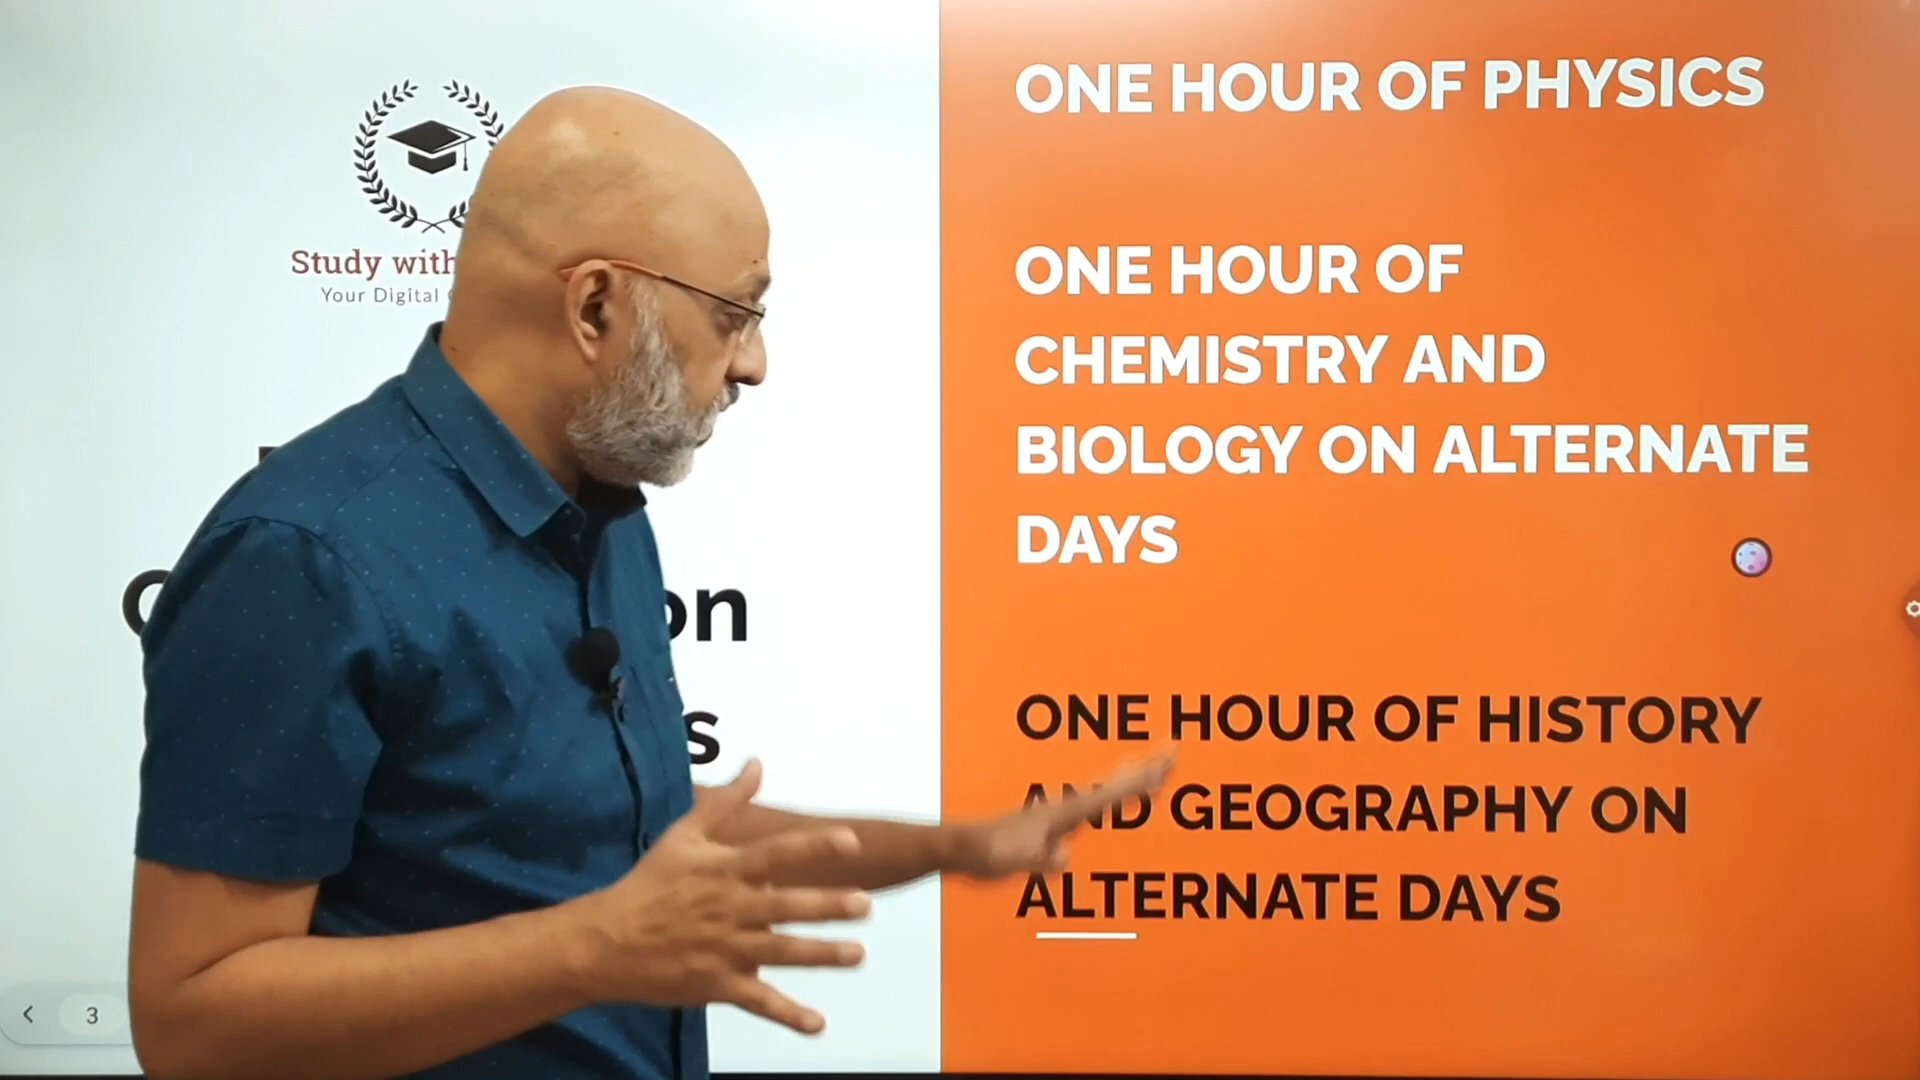 Study with
Your Digital
on
s
3
ONE HOUR OF PHYSICS
ONE HOUR OF
CHEMISTRY AND
BIOLOGY ON ALTERNATE
DAYS
ONE HOUR OF HISTORY
AND GEOGRAPHY ON
ALTERNATE DAYS